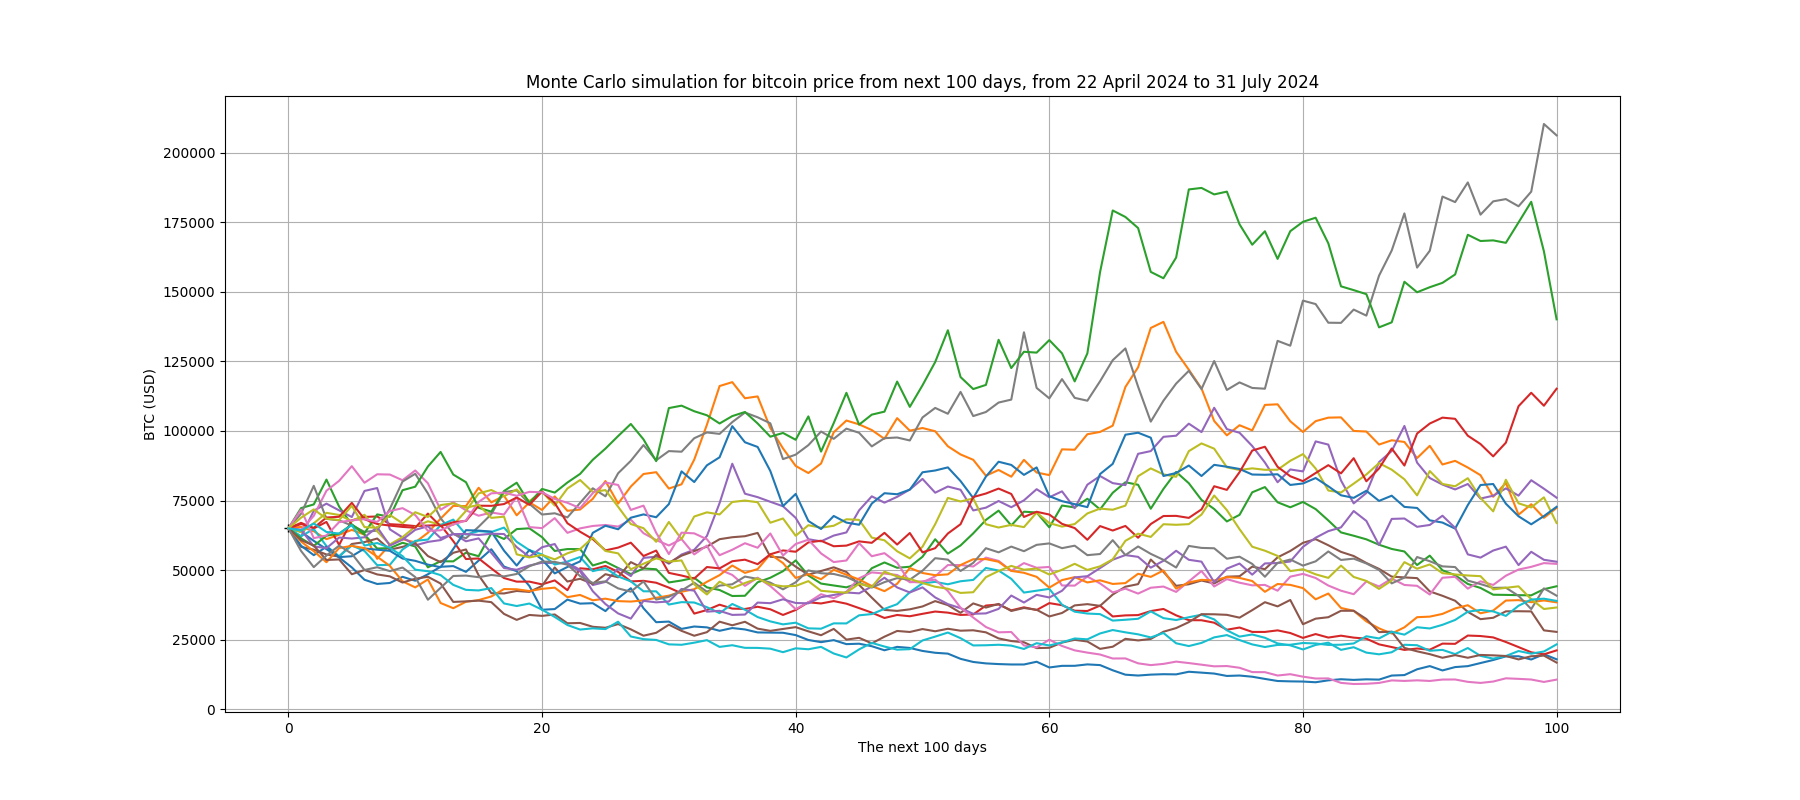 Monte Carlo simulation for bitcoin price from next 100 days, from 22 April 2024 to 31 July 2024
200000
175000
150000
125000
100000
75000
50000
25000
0
BTC (USD)
0 20 40 60 80 100
The next 100 days